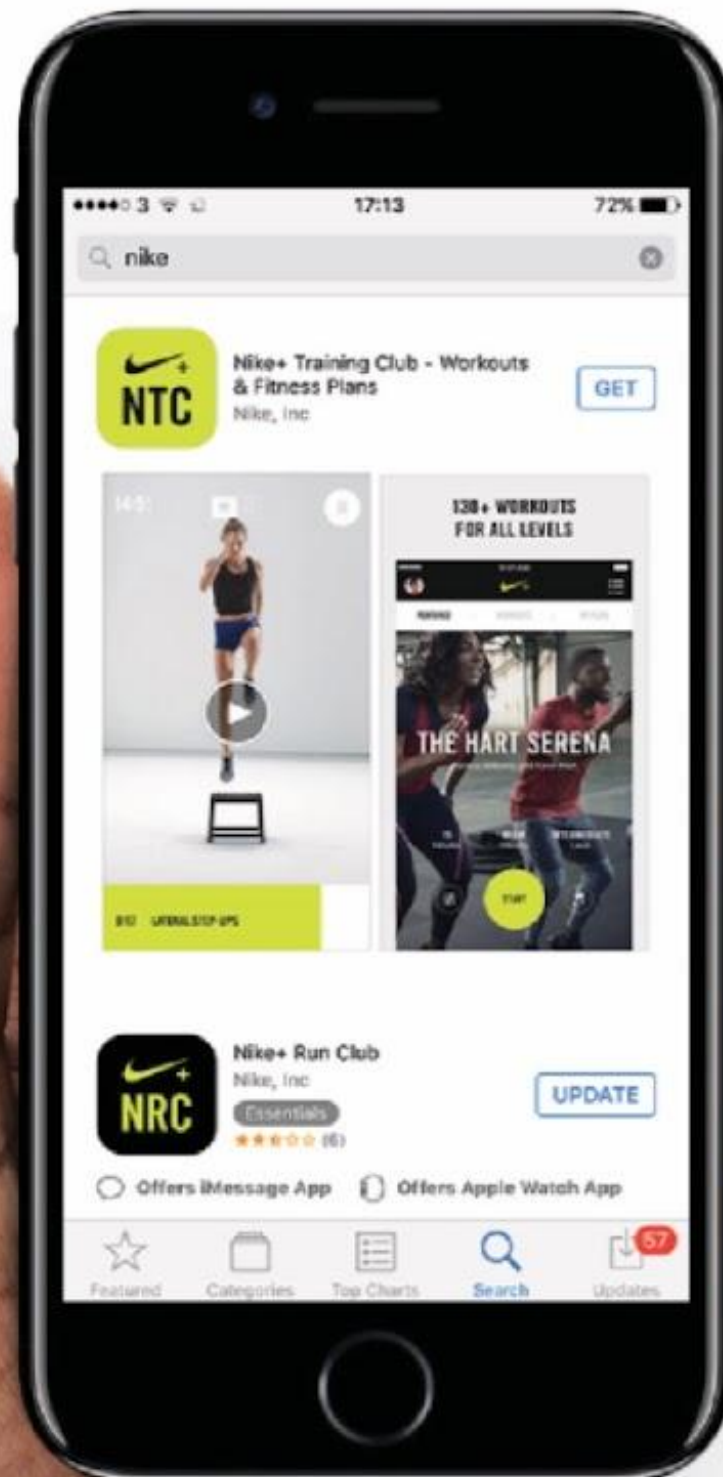 3 17:13 72%
nike
NTC
Nike+ Training Club - Workouts
& Fitness Plans
Nike, Inc
GET
130+ WORKOUTS
FOR ALL LEVELS
THE HART SERENA
START
LATERAL STEP-UPS
NRC
Nike+ Run Club
Nike, Inc
Essentials
(6)
UPDATE
Offers iMessage App Offers Apple Watch App
57
Featured Categories Top Charts Search Updates